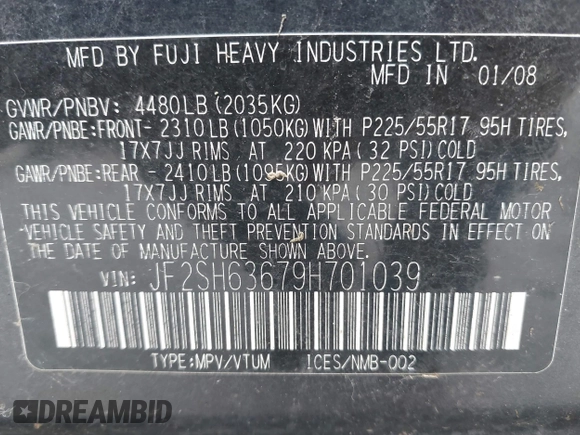 MFD BY FUJI HEAVY INDUSTRIES LTD.
MFD IN 01/08
GVWR/PNBV: 4480LB (2035KG)
GAWR/PNBE:FRONT- 2310LB(1050KG)WITH P225/55R17 95H TIRES,
17X7JJ RIMS AT 220 KPA(32 PSI)COLD
GAWR/PNBE:REAR - 2410LB(1095KG)WITH P225/55R17 95H TIRES,
17X7JJ RIMS AT 210 KPA(30 PSI)COLD
THIS VEHICLE CONFORMS TO ALL APPLICABLE FEDERAL MOTOR
VEHICLE SAFETY AND THEFT PREVENTION STANDARDS IN EFFECT ON
THE DATE OF MANUFACTURE SHOWN ABOVE.
VIN: JF2SH63679H701039
TYPE:MPV/VTUM ICES/NMB-002
DREAMBID